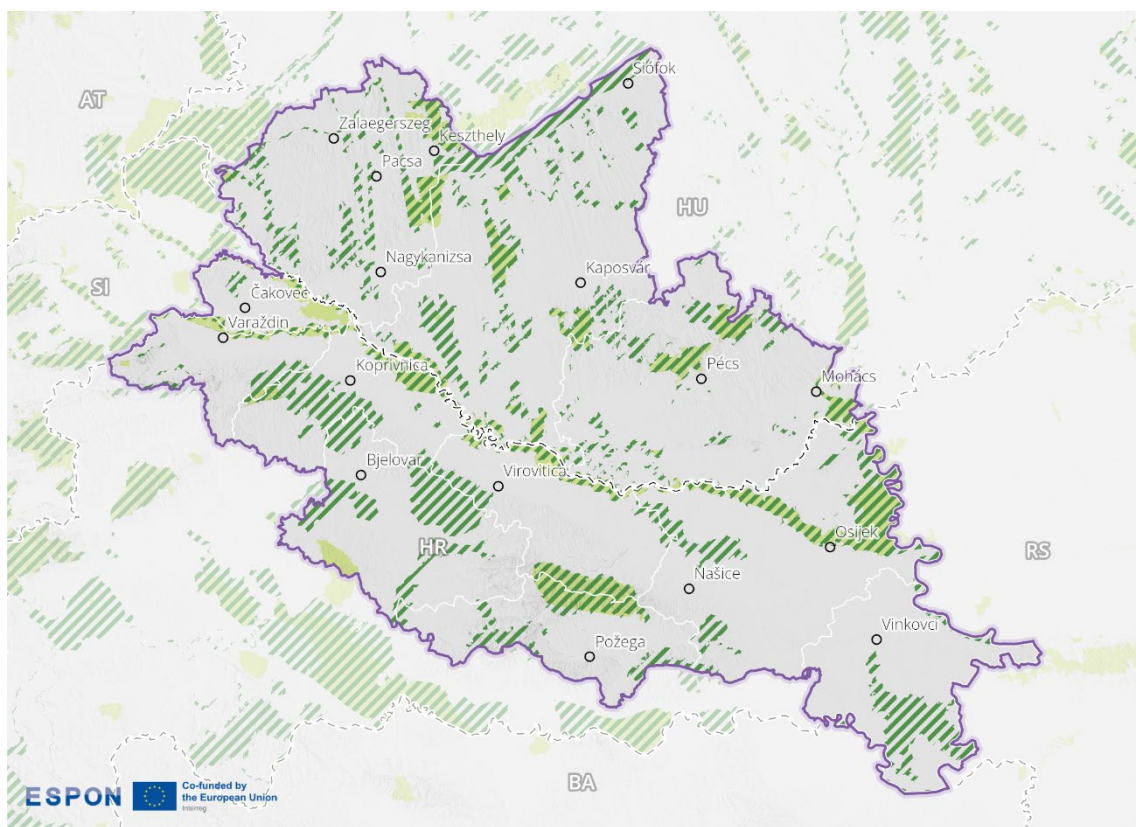 Siófok
AT
Zalaegerszeg
Keszthely
Pacsa
HU
Nagykanizsa
Kaposvár
SI
Čakovec
Varaždin
Koprivnica
Pécs
Mohács
Bjelovar
Virovitica
Osijek
HR
RS
Našice
Vinkovci
Požega
BA
ESPON
Co-funded by
the European Union
Interreg